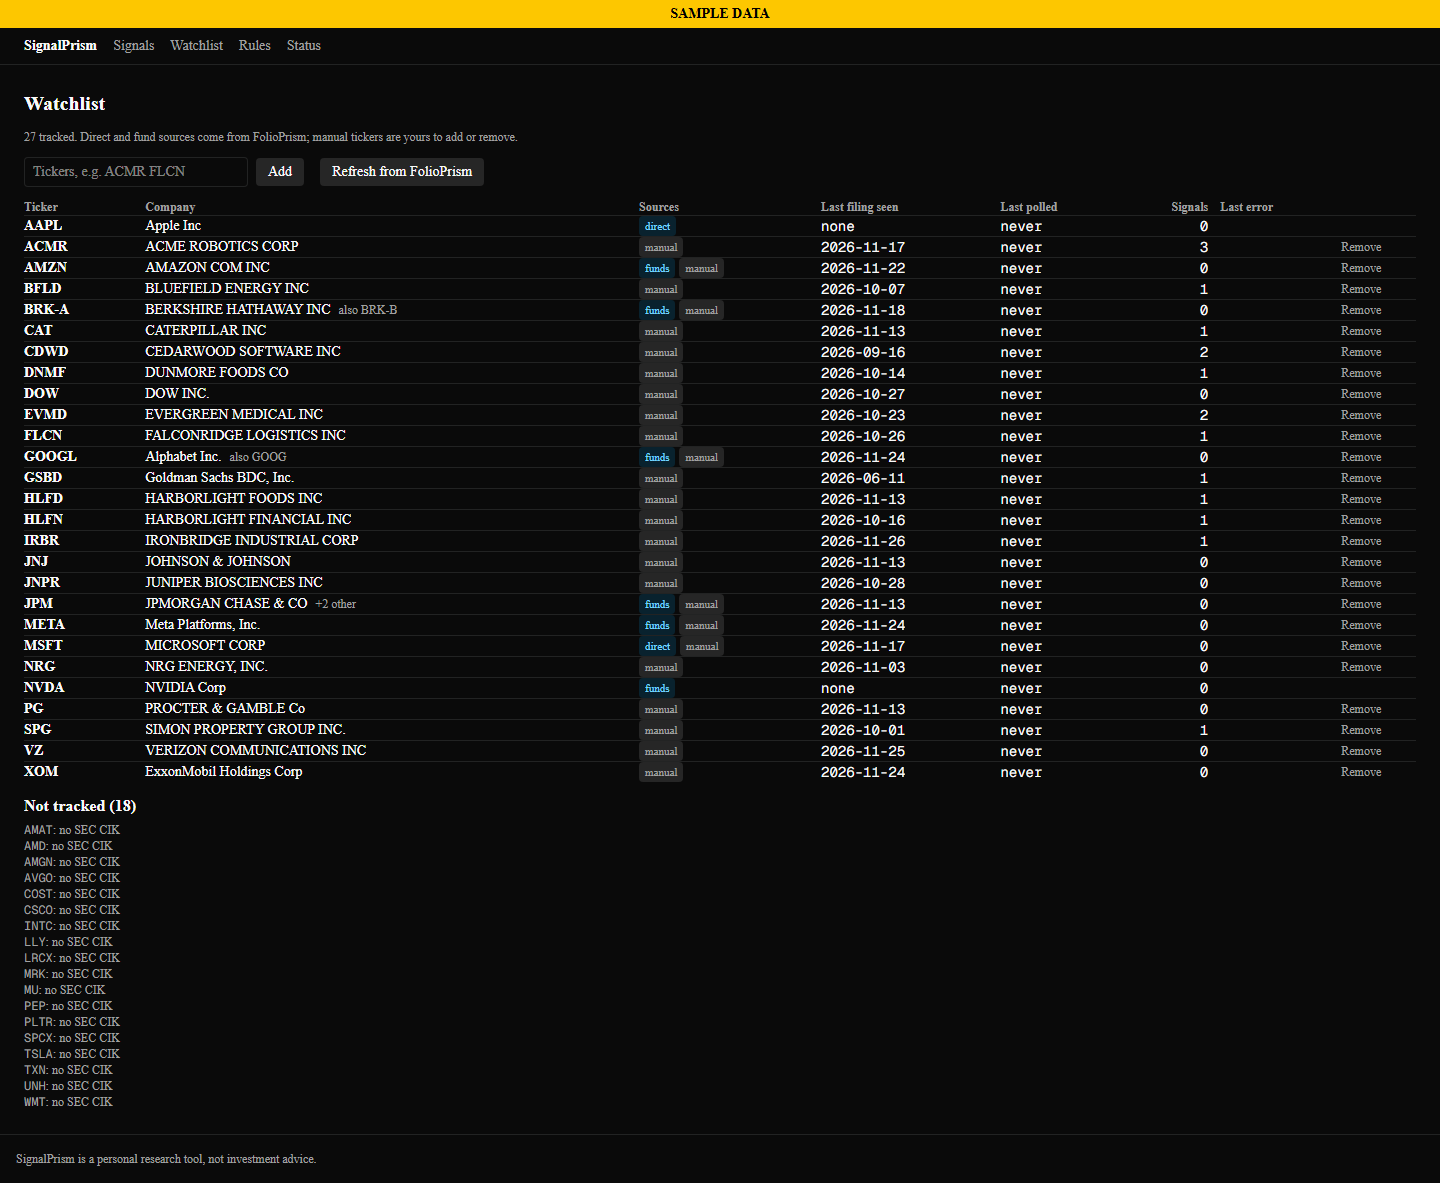 SAMPLE DATA
SignalPrism Signals Watchlist Rules Status
Watchlist
27 tracked. Direct and fund sources come from FolioPrism; manual tickers are yours to add or remove.
Tickers, e.g. ACMR FLCN Add Refresh from FolioPrism
Ticker Company Sources Last filing seen Last polled Signals Last error
AAPL Apple Inc direct none never 0
ACMR ACME ROBOTICS CORP manual 2026-11-17 never 3 Remove
AMZN AMAZON COM INC funds manual 2026-11-22 never 0 Remove
BFLD BLUEFIELD ENERGY INC manual 2026-10-07 never 1 Remove
BRK-A BERKSHIRE HATHAWAY INC also BRK-B funds manual 2026-11-18 never 0 Remove
CAT CATERPILLAR INC manual 2026-11-13 never 1 Remove
CDWD CEDARWOOD SOFTWARE INC manual 2026-09-16 never 2 Remove
DNMF DUNMORE FOODS CO manual 2026-10-14 never 1 Remove
DOW DOW INC. manual 2026-10-27 never 0 Remove
EVMD EVERGREEN MEDICAL INC manual 2026-10-23 never 2 Remove
FLCN FALCONRIDGE LOGISTICS INC manual 2026-10-26 never 1 Remove
GOOGL Alphabet Inc. also GOOG funds manual 2026-11-24 never 0 Remove
GSBD Goldman Sachs BDC, Inc. manual 2026-06-11 never 1 Remove
HLFD HARBORLIGHT FOODS INC manual 2026-11-13 never 1 Remove
HLFN HARBORLIGHT FINANCIAL INC manual 2026-10-16 never 1 Remove
IRBR IRONBRIDGE INDUSTRIAL CORP manual 2026-11-26 never 1 Remove
JNJ JOHNSON & JOHNSON manual 2026-11-13 never 0 Remove
JNPR JUNIPER BIOSCIENCES INC manual 2026-10-28 never 0 Remove
JPM JPMORGAN CHASE & CO +2 other funds manual 2026-11-13 never 0 Remove
META Meta Platforms, Inc. funds manual 2026-11-24 never 0 Remove
MSFT MICROSOFT CORP direct manual 2026-11-17 never 0 Remove
NRG NRG ENERGY, INC. manual 2026-11-03 never 0 Remove
NVDA NVIDIA Corp funds none never 0
PG PROCTER & GAMBLE Co manual 2026-11-13 never 0 Remove
SPG SIMON PROPERTY GROUP INC. manual 2026-10-01 never 1 Remove
VZ VERIZON COMMUNICATIONS INC manual 2026-11-25 never 0 Remove
XOM ExxonMobil Holdings Corp manual 2026-11-24 never 0 Remove
Not tracked (18)
AMAT: no SEC CIK
AMD: no SEC CIK
AMGN: no SEC CIK
AVGO: no SEC CIK
COST: no SEC CIK
CSCO: no SEC CIK
INTC: no SEC CIK
LLY: no SEC CIK
LRCX: no SEC CIK
MRK: no SEC CIK
MU: no SEC CIK
PEP: no SEC CIK
PLTR: no SEC CIK
SPCX: no SEC CIK
TSLA: no SEC CIK
TXN: no SEC CIK
UNH: no SEC CIK
WMT: no SEC CIK
SignalPrism is a personal research tool, not investment advice.